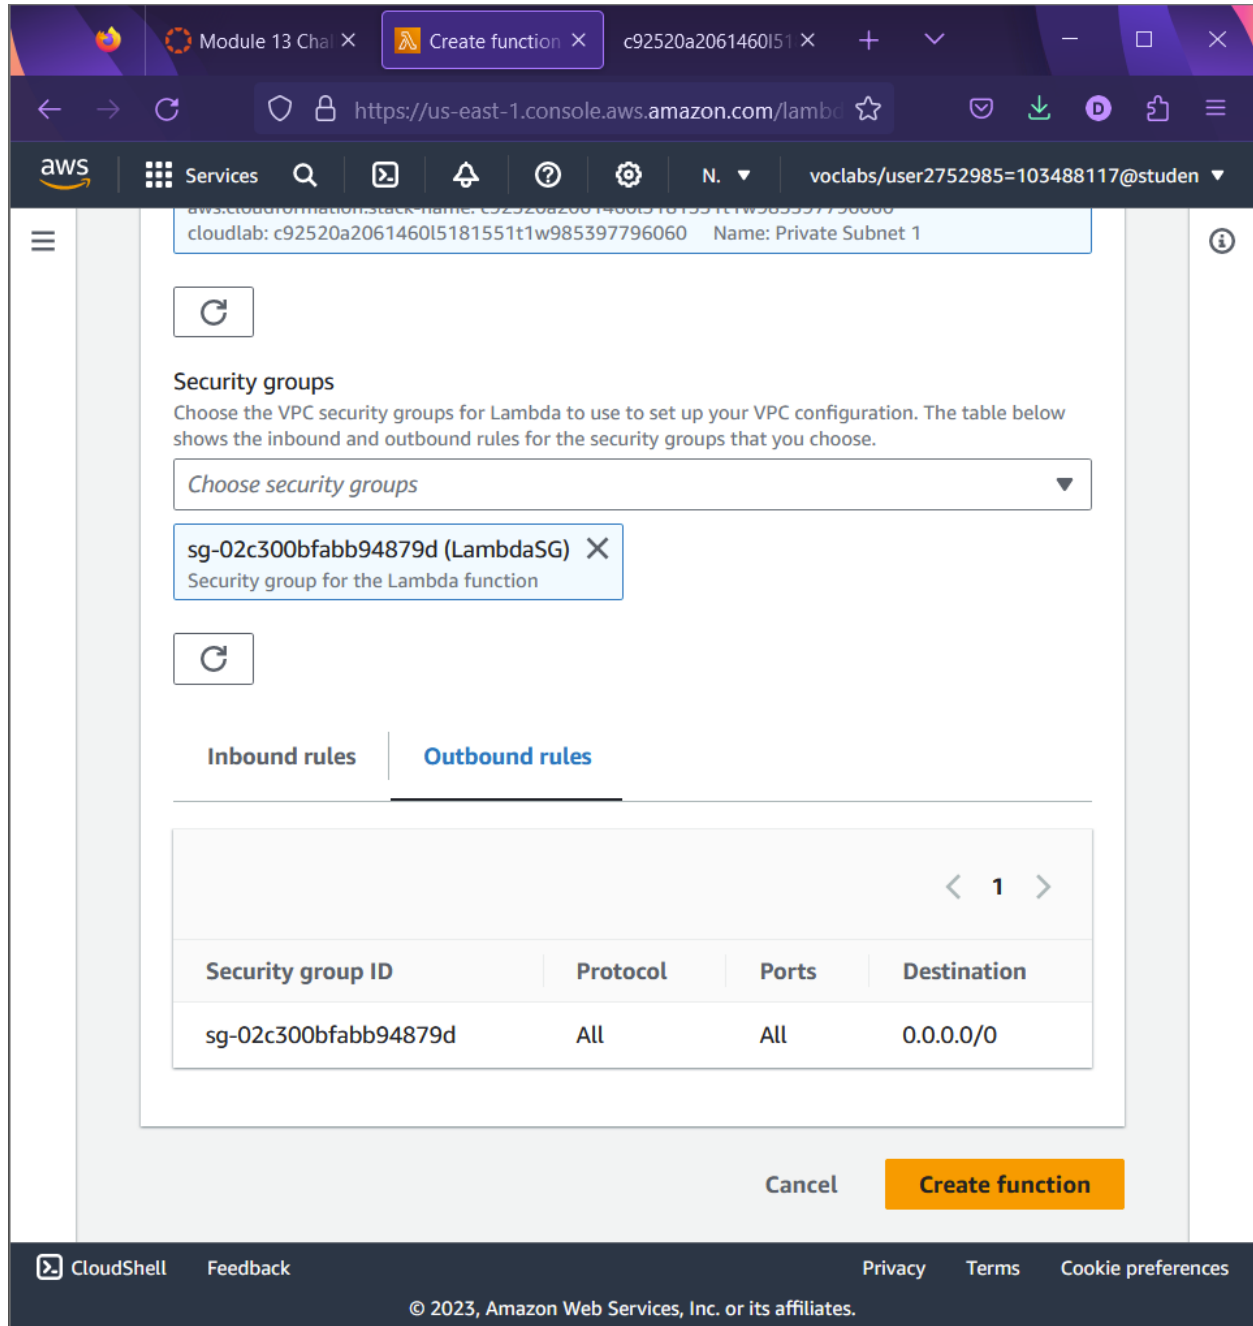 Module 13 Chal
Create function
c92520a2061460l51
https://us-east-1.console.aws.amazon.com/lambd
D
aws
Services
N.
voclabs/user2752985=103488117@studen
cloudlab: c92520a2061460l5181551t1w985397796060 Name: Private Subnet 1
Security groups
Choose the VPC security groups for Lambda to use to set up your VPC configuration. The table below
shows the inbound and outbound rules for the security groups that you choose.
Choose security groups
sg-02c300bfabb94879d (LambdaSG)
Security group for the Lambda function
Inbound rules
Outbound rules
1
Security group ID Protocol Ports Destination
sg-02c300bfabb94879d All All 0.0.0.0/0
Cancel
Create function
CloudShell Feedback Privacy Terms Cookie preferences
© 2023, Amazon Web Services, Inc. or its affiliates.